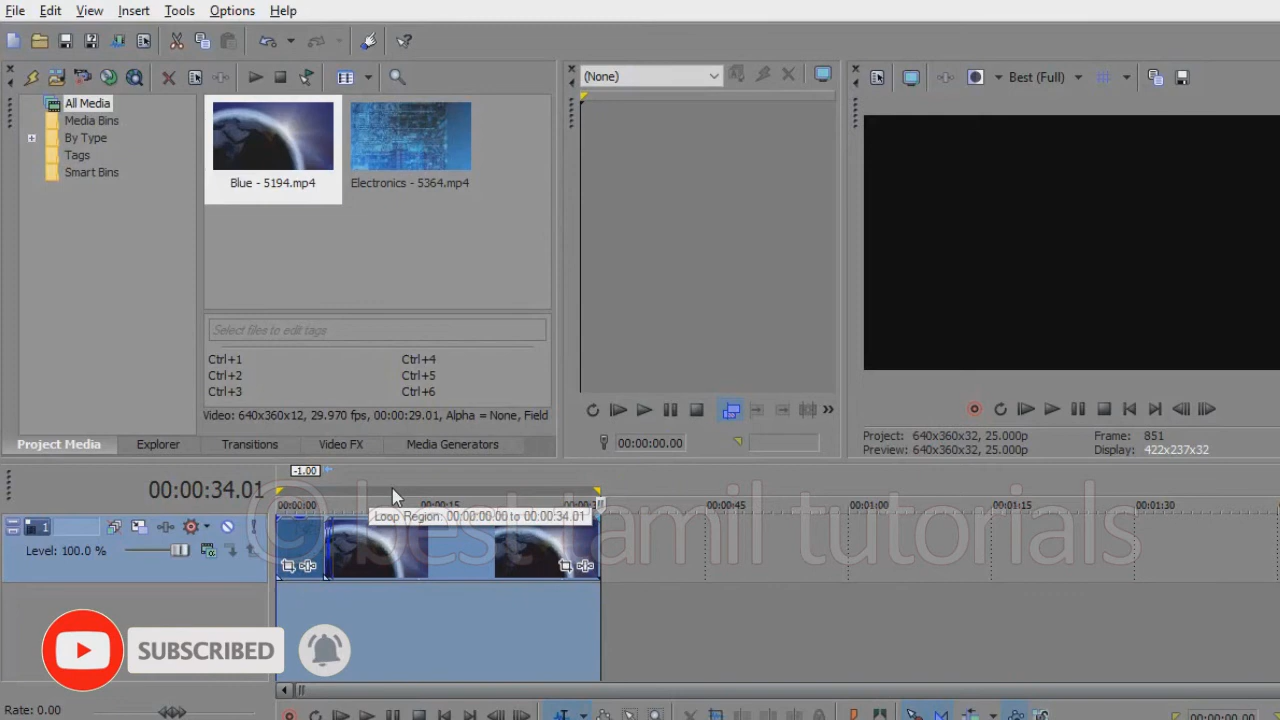 File Edit View Insert Tools Options Help
(None)
Best (Full)
All Media
Media Bins
By Type
Tags
Smart Bins
Blue - 5194.mp4
Electronics - 5364.mp4
Select files to edit tags
Ctrl+1 Ctrl+4
Ctrl+2 Ctrl+5
Ctrl+3 Ctrl+6
Video: 640x360x12, 29.970 fps, 00:00:29.01, Alpha = None, Field
Project Media Explorer Transitions Video FX Media Generators
00:00:00.00
Project: 640x360x32, 25.000p Frame: 851
Preview: 640x360x32, 25.000p Display: 422x237x32
-1.00
00:00:34.01
00:00:00 00:00:15 00:00:45 00:01:00 00:01:15 00:01:30
Loop Region: 00:00:00.00 to 00:00:34.01
1
Level: 100.0 %
© best tamil tutorials
SUBSCRIBED
Rate: 0.00
00:00:00.00